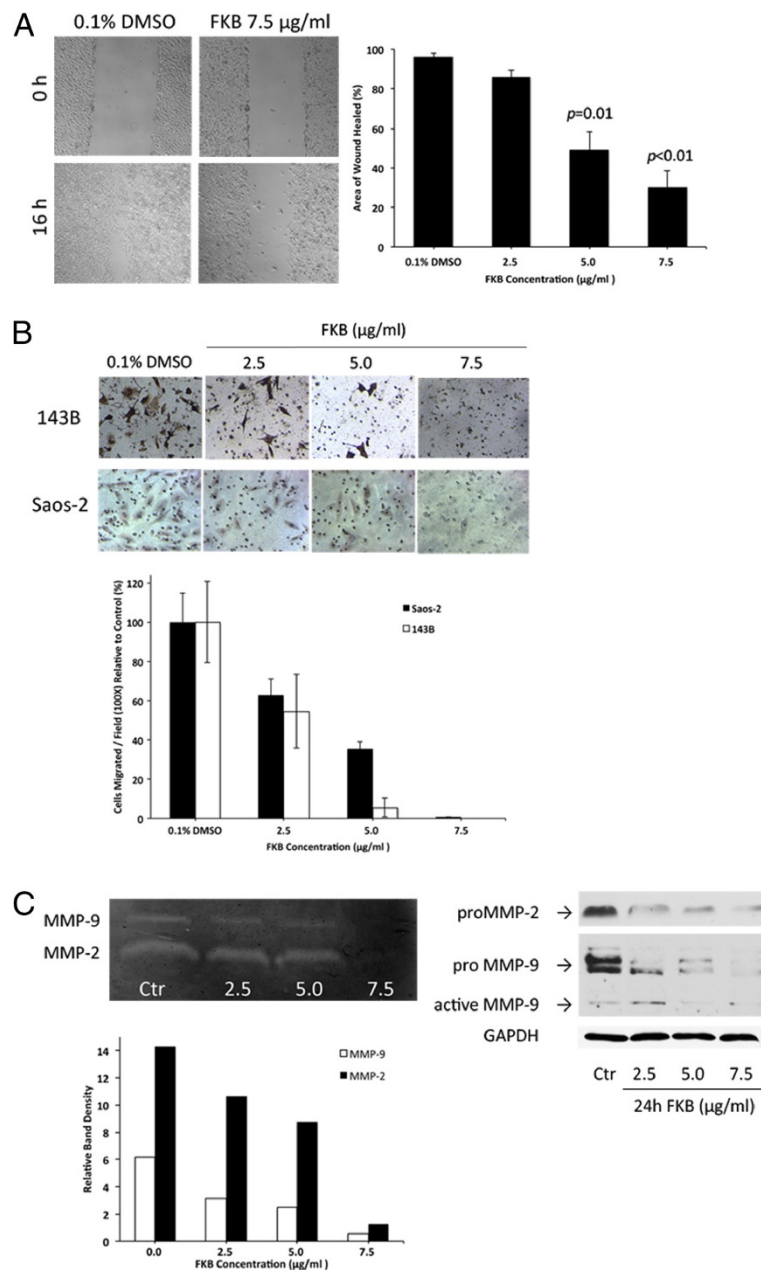 A
0.1% DMSO
FKB 7.5 µg/ml
0 h
16h
Area of Wound Healed (%)
100
80
60
40
20
0
p=0.01
p<0.01
0.1% DMSO
2.5
5.0
7.5
FKB Concentration (µg/ml )
B
FKB (µg/ml)
0.1% DMSO
2.5
5.0
7.5
143B
Saos-2
Cells Migrated / Field (100X) Relative to Control (%)
120
100
80
60
40
20
0
Saos-2
143B
0.1% DMSO
2.5
5.0
7.5
FKB Concentration (µg/ml)
C
MMP-9
MMP-2
Ctr
2.5
5.0
7.5
Relative Band Density
14
12
10
8
6
4
2
0
MMP-9
MMP-2
0.0
2.5
5.0
7.5
FKB Concentration (µg/ml)
proMMP-2 →
pro MMP-9 →
active MMP-9 →
GAPDH
Ctr
2.5
5.0
7.5
24h FKB (µg/ml)